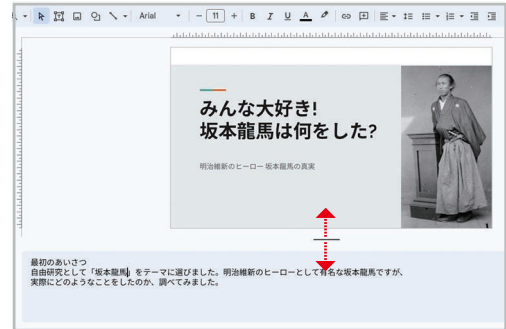 Arial
11
B I U A
みんな大好き!
坂本龍馬は何をした?
明治維新のヒーロー 坂本龍馬の真実
最初のあいさつ
自由研究として「坂本龍馬」をテーマに選びました。明治維新のヒーローとして有名な坂本龍馬ですが、
実際にどのようなことをしたのか、調べてみました。